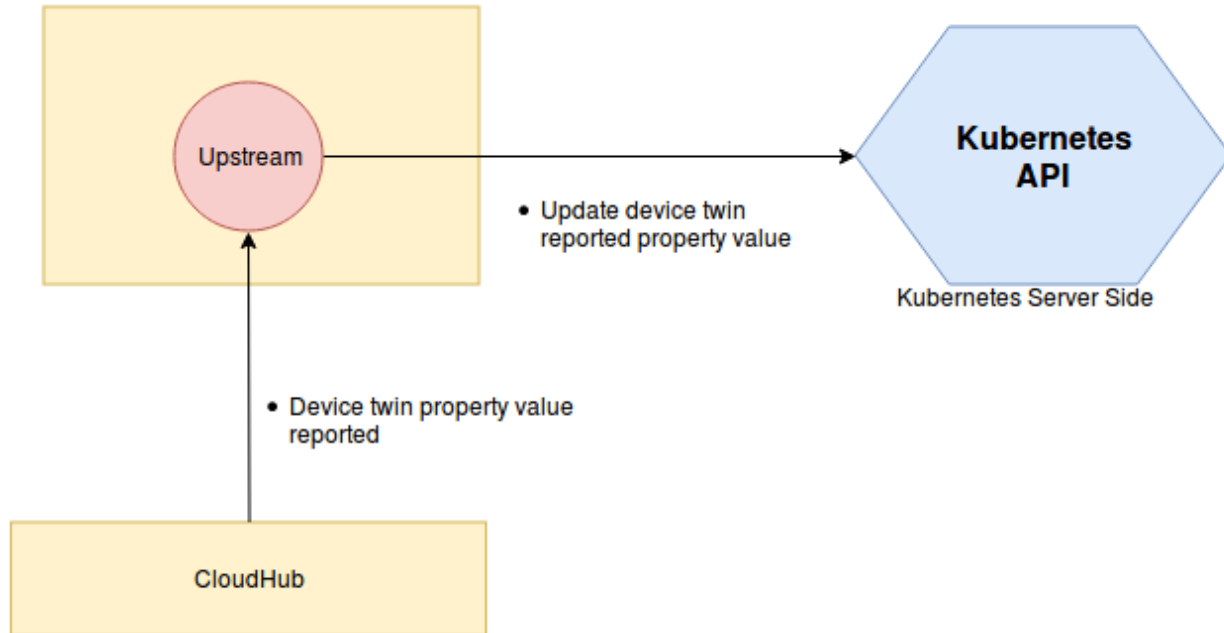 Upstream
Kubernetes
API
• Update device twin
reported property value
Kubernetes Server Side
• Device twin property value
reported
CloudHub